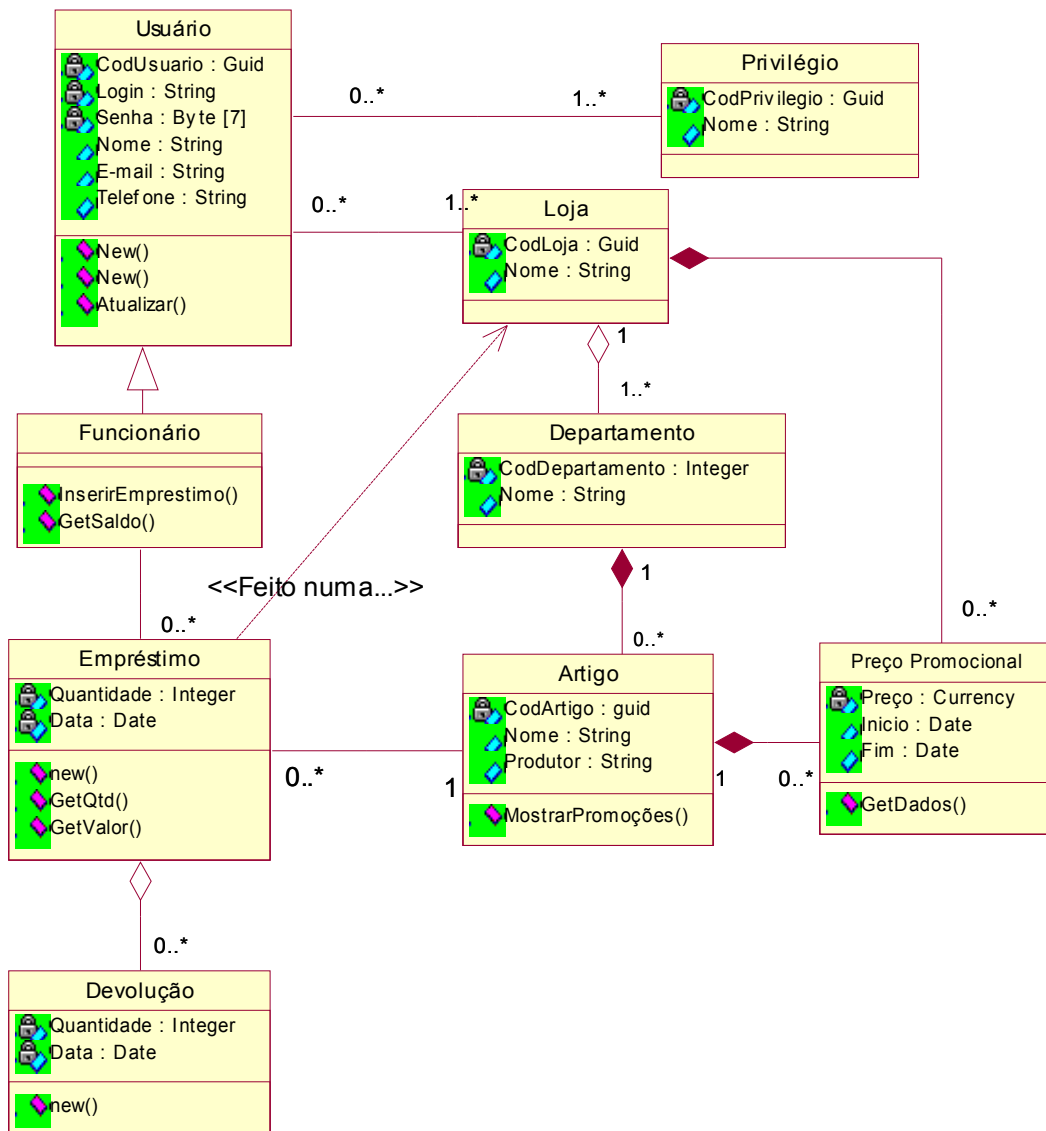 Usuário
CodUsuario : Guid
Login : String
Senha : Byte [7]
Nome : String
E-mail : String
Telefone : String
New()
New()
Atualizar()
0..*
1..*
Privilégio
CodPrivilegio : Guid
Nome : String
0..*
1..*
Loja
CodLoja : Guid
Nome : String
1
1..*
Funcionário
InserirEmprestimo()
GetSaldo()
Departamento
CodDepartamento : Integer
Nome : String
<<Feito numa...>>
1
0..*
0..*
0..*
Empréstimo
Quantidade : Integer
Data : Date
new()
GetQtd()
GetValor()
0..*
1
Artigo
CodArtigo : guid
Nome : String
Produtor : String
MostrarPromoções()
1
0..*
Preço Promocional
Preço : Currency
Inicio : Date
Fim : Date
GetDados()
0..*
Devolução
Quantidade : Integer
Data : Date
new()